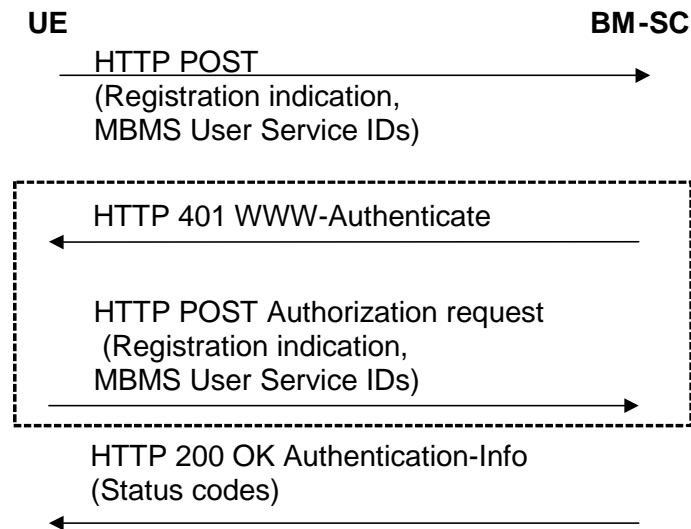 UE BM-SC
HTTP POST
(Registration indication,
MBMS User Service IDs)
HTTP 401 WWW-Authenticate
HTTP POST Authorization request
(Registration indication,
MBMS User Service IDs)
HTTP 200 OK Authentication-Info
(Status codes)